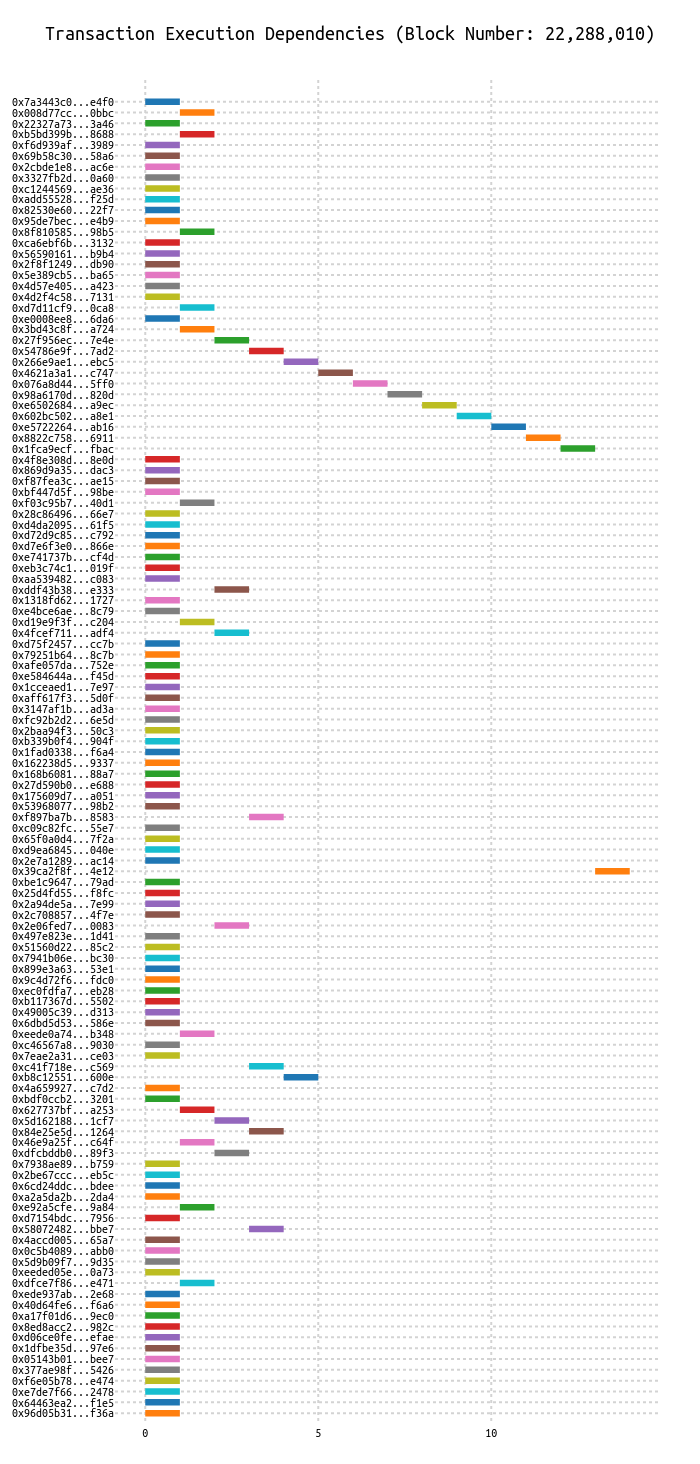 Transaction Execution Dependencies (Block Number: 22,288,010)
0x7a3443c0...e4f0
0x008d77cc...0bbc
0x22327a73...3a46
0xb5bd399b...8688
0xf6d939af...3989
0x69b58c30...58a6
0x2cbde1e8...ac6e
0x3327fb2d...0a60
0xc1244569...ae36
0xadd55528...f25d
0x82530e60...22f7
0x95de7bec...e4b9
0x8f810585...98b5
0xca6ebf6b...3132
0x56590161...b9b4
0x2f8f1249...db90
0x5e389cb5...ba65
0x4d57e405...a423
0x4d2f4c58...7131
0xd7d11cf9...0ca8
0xe0008ee8...6da6
0x3bd43c8f...a724
0x27f956ec...7e4e
0x54786e9f...7ad2
0x266e9ae1...ebc5
0x4621a3a1...c747
0x076a8d44...5ff0
0x98a6170d...820d
0xe6502684...a9ec
0x602bc502...a8e1
0xe5722264...ab16
0x8822c758...6911
0x1fca9ecf...fbac
0x4f8e308d...8e0d
0x869d9a35...dac3
0xf87fea3c...ae15
0xbf447d5f...98be
0xf03c95b7...40d1
0x28c86496...66e7
0xd4da2095...61f5
0xd72d9c85...c792
0xd7e6f3e0...866e
0xe741737b...cf4d
0xeb3c74c1...019f
0xaa539482...c083
0xddf43b38...e333
0x1318fd62...1727
0xe4bce6ae...8c79
0xd19e9f3f...c204
0x4fcef711...adf4
0xd75f2457...cc7b
0x79251b64...8c7b
0xafe057da...752e
0xe584644a...f45d
0x1cceaed1...7e97
0xaff617f3...5d0f
0x3147af1b...ad3a
0xfc92b2d2...6e5d
0x2baa94f3...50c3
0xb339b0f4...904f
0x1fad0338...f6a4
0x162238d5...9337
0x168b6081...88a7
0x27d590b0...e688
0x175609d7...a051
0x53968077...98b2
0xf897ba7b...8583
0xc09c82fc...55e7
0x65f0a0d4...7f2a
0xd9ea6845...040e
0x2e7a1289...ac14
0x39ca2f8f...4e12
0xbe1c9647...79ad
0x25d4fd55...f8fc
0x2a94de5a...7e99
0x2c708857...4f7e
0x2e06fed7...0083
0x497e823e...1d41
0x51560d22...85c2
0x7941b06e...bc30
0x899e3a63...53e1
0x9c4d72f6...fdc0
0xec0fdfa7...eb28
0xb117367d...5502
0x49005c39...d313
0x6dbd5d53...586e
0xeede0a74...b348
0xc46567a8...9030
0x7eae2a31...ce03
0xc41f718e...c569
0xb8c12551...600e
0x4a659927...c7d2
0xbdf0ccb2...3201
0x627737bf...a253
0x5d162188...1cf7
0x84e25e5d...1264
0x46e9a25f...c64f
0xdfcbddb0...89f3
0x7938ae89...b759
0x2be67ccc...eb5c
0x6cd24ddc...bdee
0xa2a5da2b...2da4
0xe92a5cfe...9a84
0xd7154bdc...7956
0x58072482...bbe7
0x4accd005...65a7
0x0c5b4089...abb0
0x5d9b09f7...9d35
0xeeded05e...0a73
0xdfce7f86...e471
0xede937ab...2e68
0x40d64fe6...f6a6
0xa17f01d6...9ec0
0x8ed8acc2...982c
0xd06ce0fe...efae
0x1dfbe35d...97e6
0x05143b01...bee7
0x377ae98f...5426
0xf6e05b78...e474
0xe7de7f66...2478
0x64463ea2...f1e5
0x96d05b31...f36a
0 5 10